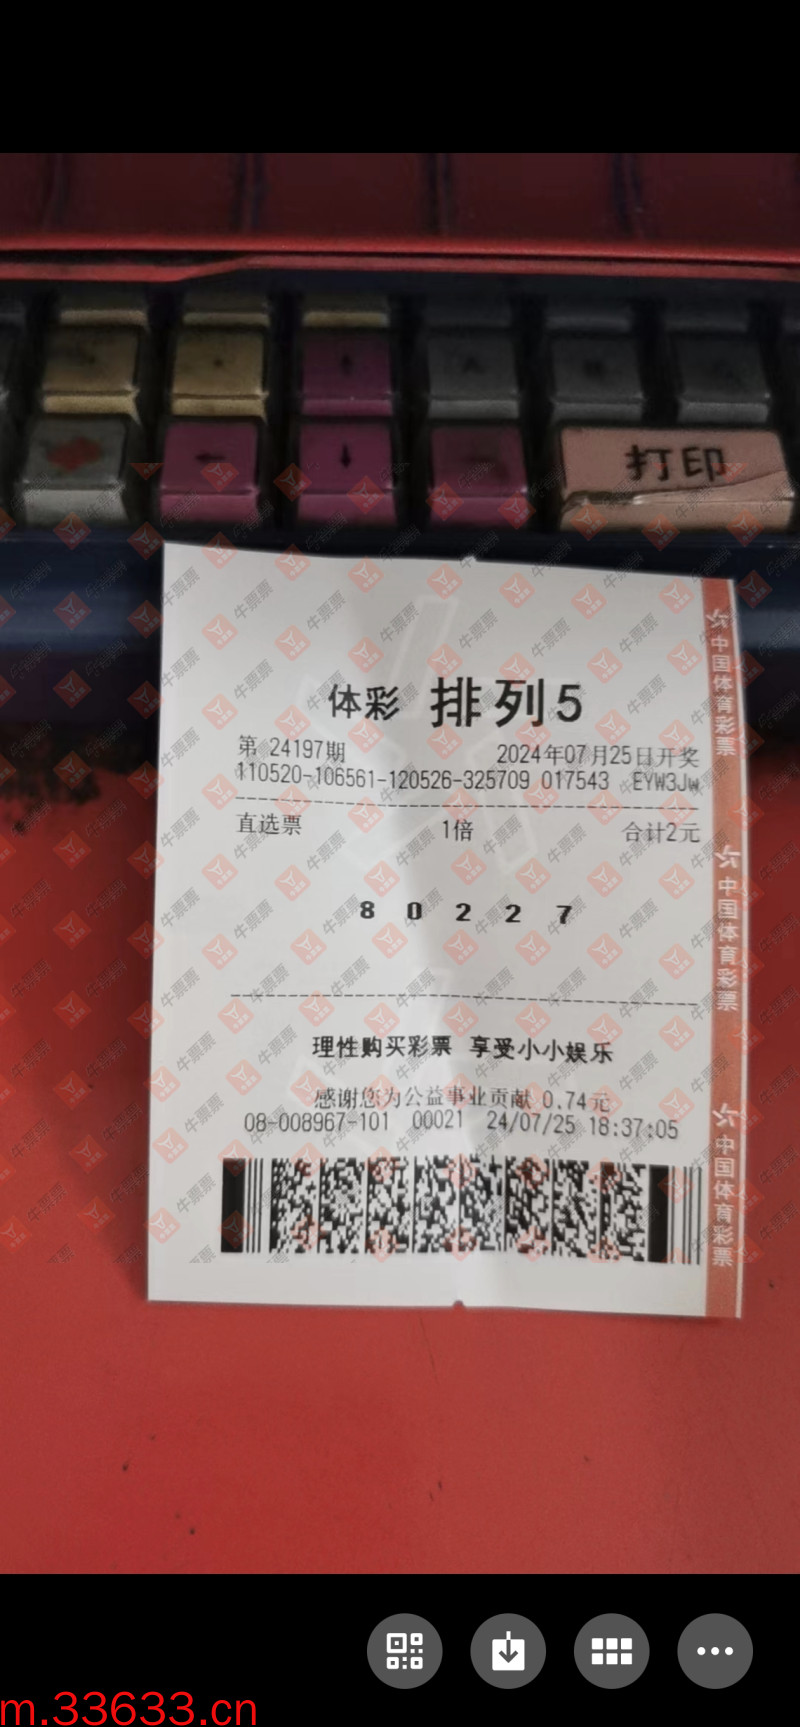 打印
体彩 排列5
第 24197期 2024年07月25日开奖
110520-106561-120526-325709 017543 EYW3Jw
直选票 1倍 合计2元
8 0 2 2 7
理性购买彩票 享受小小娱乐
感谢您为公益事业贡献 0.74元
08-008967-101 00021 24/07/25 18:37:05
中国体育彩票
中国体育彩票
中国体育彩票
牛票票
m.33633.cn